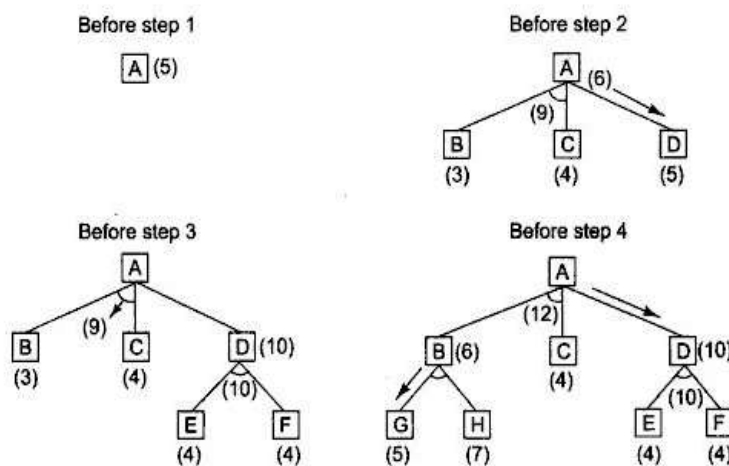 Before step 1
A (5)
Before step 2
A (6)
(9)
B C D
(3) (4) (5)
Before step 3
A
(9)
B C D (10)
(3) (4) (10)
E F
(4) (4)
Before step 4
A
(12)
B (6) C D (10)
(4) (10)
G H E F
(5) (7) (4) (4)